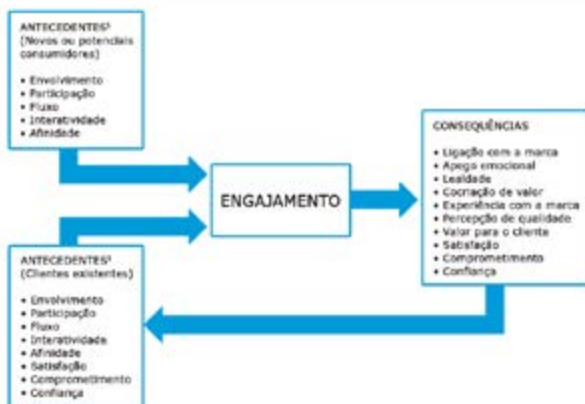 ANTECEDENTES¹
(Novos ou potenciais
consumidores)
• Envolvimento
• Participação
• Fluxo
• Interatividade
• Afinidade
ENGAJAMENTO
CONSEQUÊNCIAS
• Ligação com a marca
• Apego emocional
• Lealdade
• Cocriação de valor
• Experiência com a marca
• Percepção de qualidade
• Valor para o cliente
• Satisfação
• Comprometimento
• Confiança
ANTECEDENTES¹
(Clientes existentes)
• Envolvimento
• Participação
• Fluxo
• Interatividade
• Afinidade
• Satisfação
• Comprometimento
• Confiança